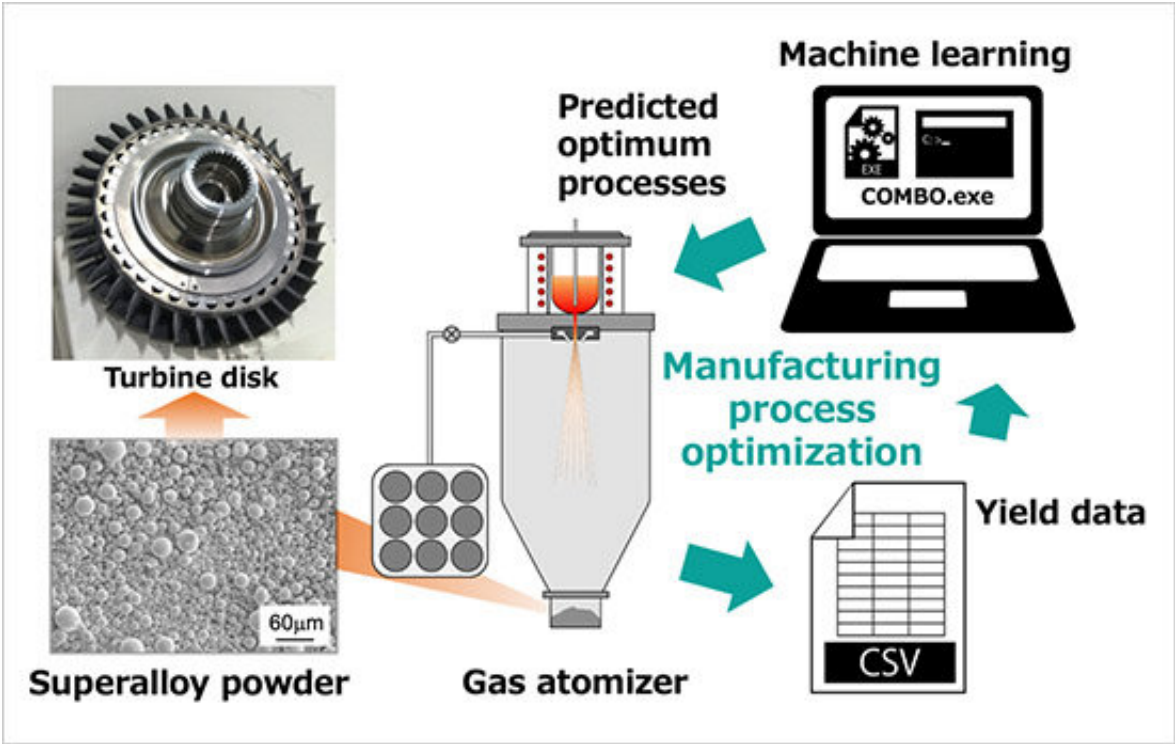 Machine learning
Predicted
optimum
processes
EXE
C:>_
COMBO.exe
Turbine disk
Manufacturing
process
optimization
Yield data
60μm
CSV
Superalloy powder
Gas atomizer